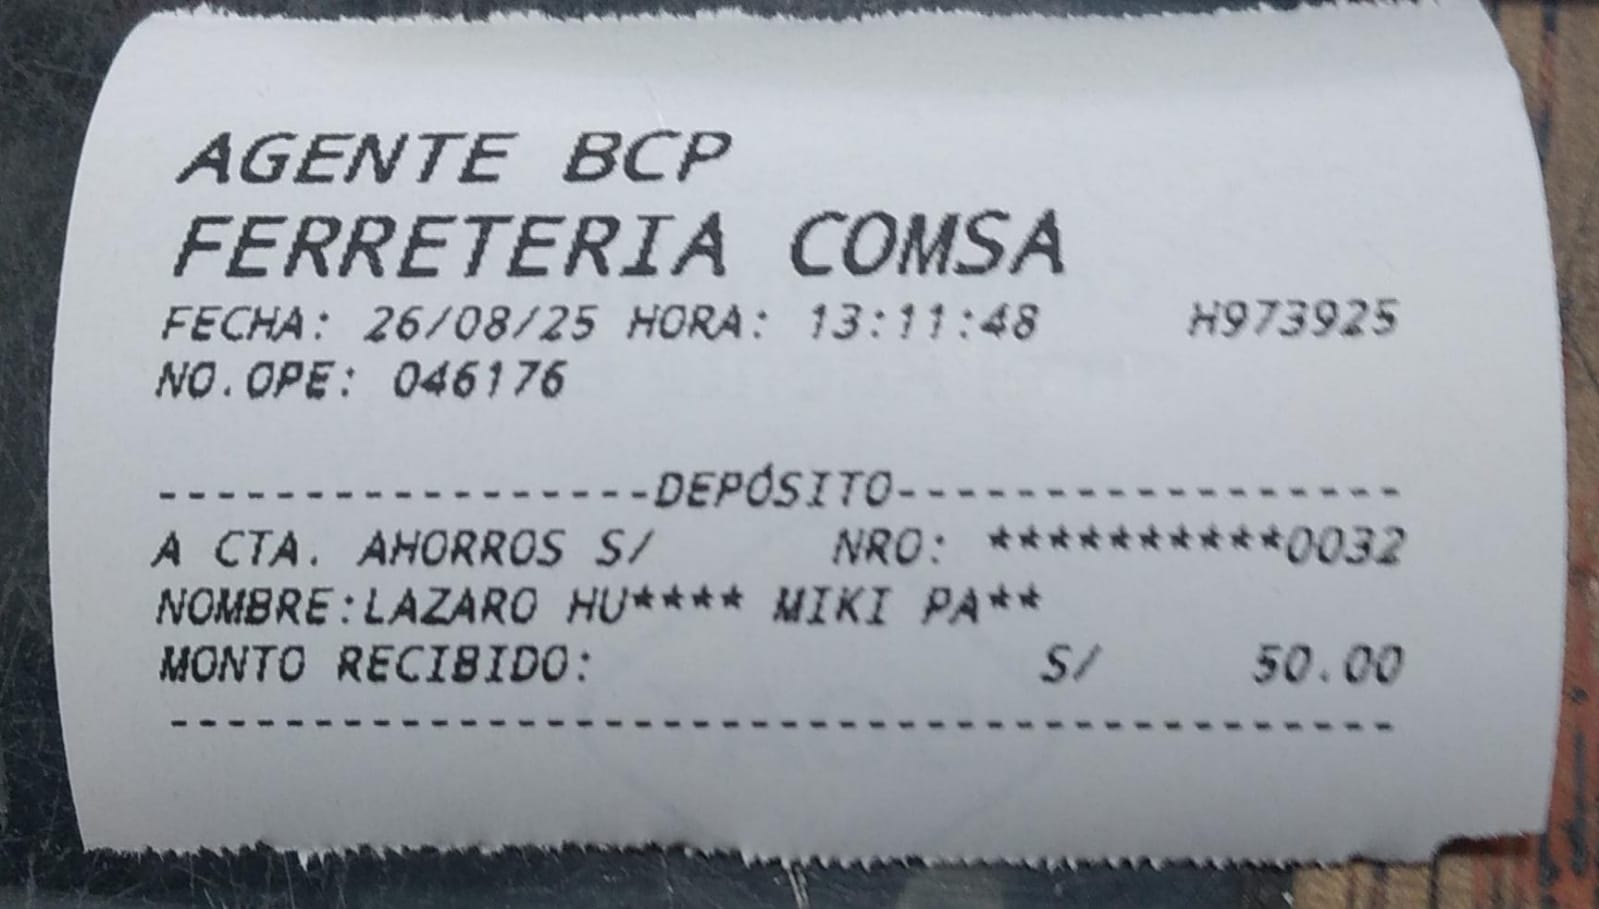 AGENTE BCP
FERRETERIA COMSA
FECHA: 26/08/25 HORA: 13:11:48 H973925
NO.OPE: 046176
-----------------DEPÓSITO------------------
A CTA. AHORROS S/ NRO: **********0032
NOMBRE:LAZARO HU**** MIKI PA**
MONTO RECIBIDO: S/ 50.00
-------------------------------------------